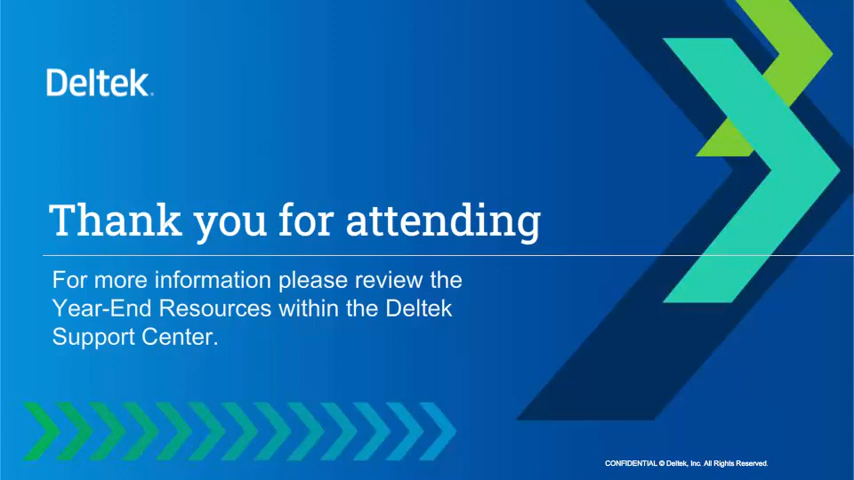 Deltek.
Thank you for attending
For more information please review the
Year-End Resources within the Deltek
Support Center.
CONFIDENTIAL © Deltek, Inc. All Rights Reserved.